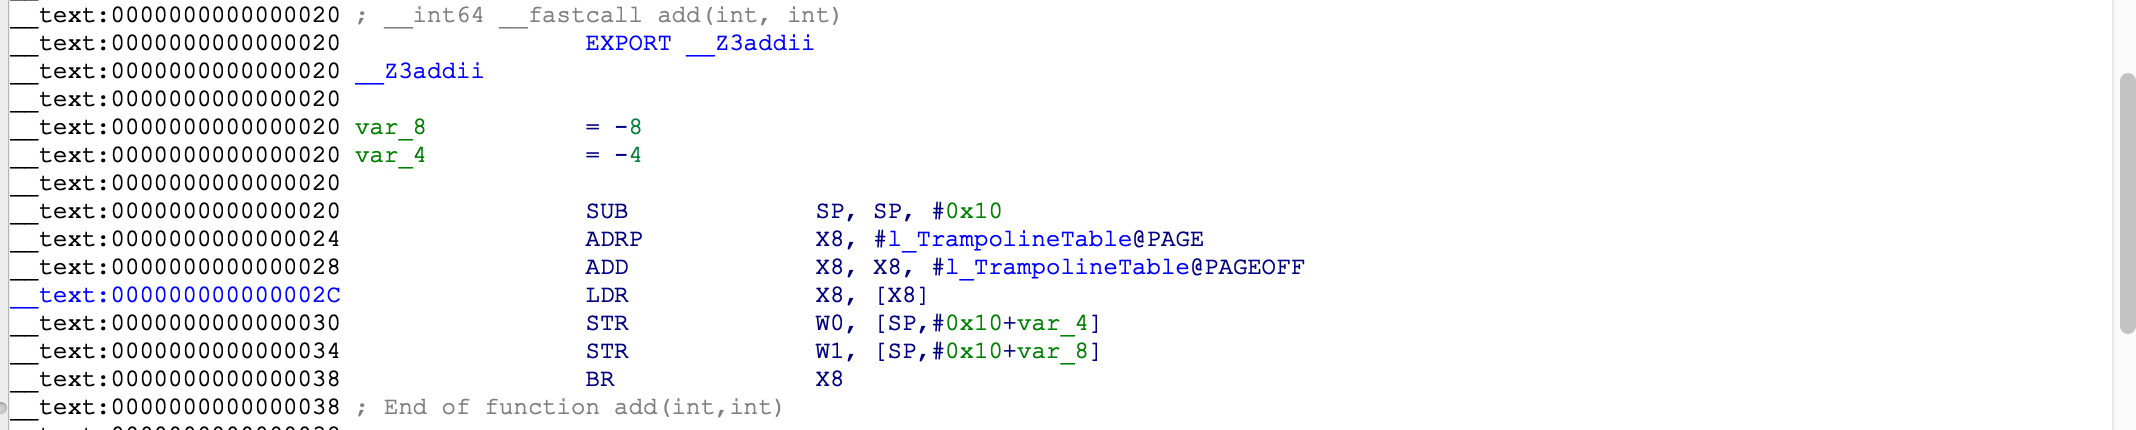 __text:0000000000000020 ; __int64 __fastcall add(int, int)
__text:0000000000000020 EXPORT __Z3addii
__text:0000000000000020 __Z3addii
__text:0000000000000020
__text:0000000000000020 var_8 = -8
__text:0000000000000020 var_4 = -4
__text:0000000000000020
__text:0000000000000020 SUB SP, SP, #0x10
__text:0000000000000024 ADRP X8, #l_TrampolineTable@PAGE
__text:0000000000000028 ADD X8, X8, #l_TrampolineTable@PAGEOFF
__text:000000000000002C LDR X8, [X8]
__text:0000000000000030 STR W0, [SP,#0x10+var_4]
__text:0000000000000034 STR W1, [SP,#0x10+var_8]
__text:0000000000000038 BR X8
__text:0000000000000038 ; End of function add(int,int)